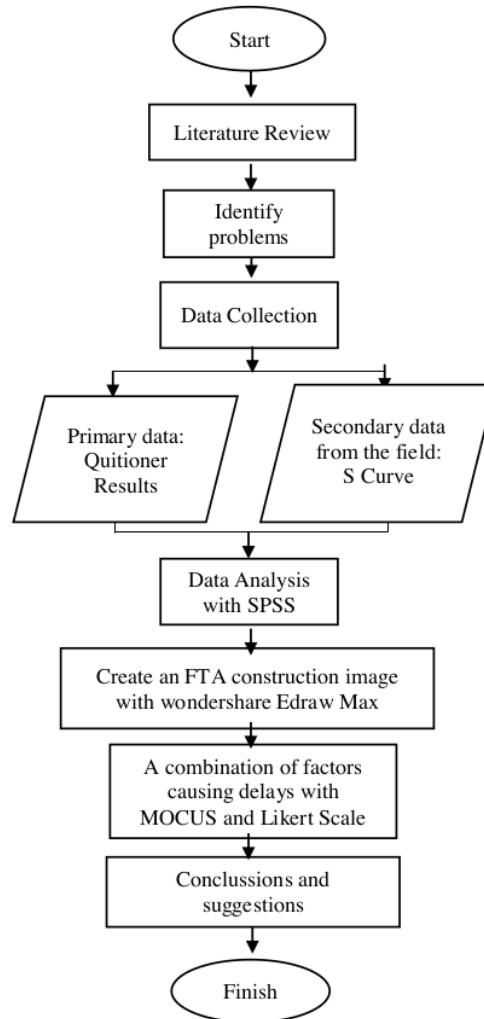 Start
Literature Review
Identify
problems
Data Collection
Primary data:
Quitioner
Results
Secondary data
from the field:
S Curve
Data Analysis
with SPSS
Create an FTA construction image
with wondershare Edraw Max
A combination of factors
causing delays with
MOCUS and Likert Scale
Conclussions and
suggestions
Finish